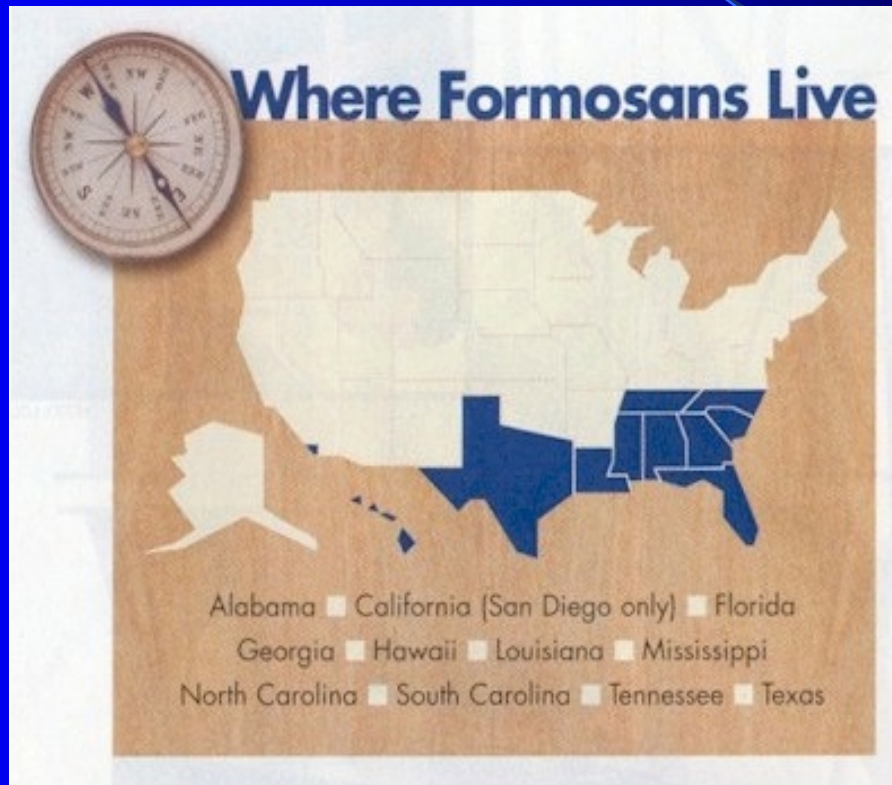 Where Formosans Live
Alabama California (San Diego only) Florida
Georgia Hawaii Louisiana Mississippi
North Carolina South Carolina Tennessee Texas